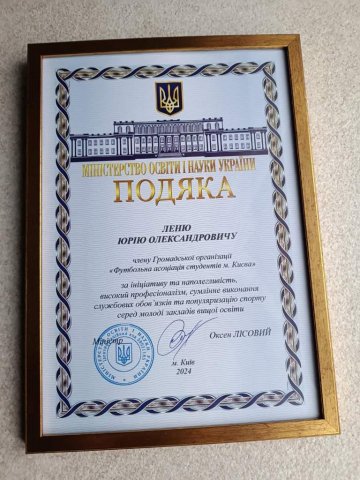 МІНІСТЕРСТВО ОСВІТИ І НАУКИ УКРАЇНИ
ПОДЯКА
ЛЕНЮ
ЮРІЮ ОЛЕКСАНДРОВИЧУ
члену Громадської організації
«Футбольна асоціація студентів м. Києва»
за ініціативу та наполегливість,
високий професіоналізм, сумлінне виконання
службових обов’язків та популяризацію спорту
серед молоді закладів вищої освіти
Міністр
Оксен ЛІСОВИЙ
м. Київ
2024